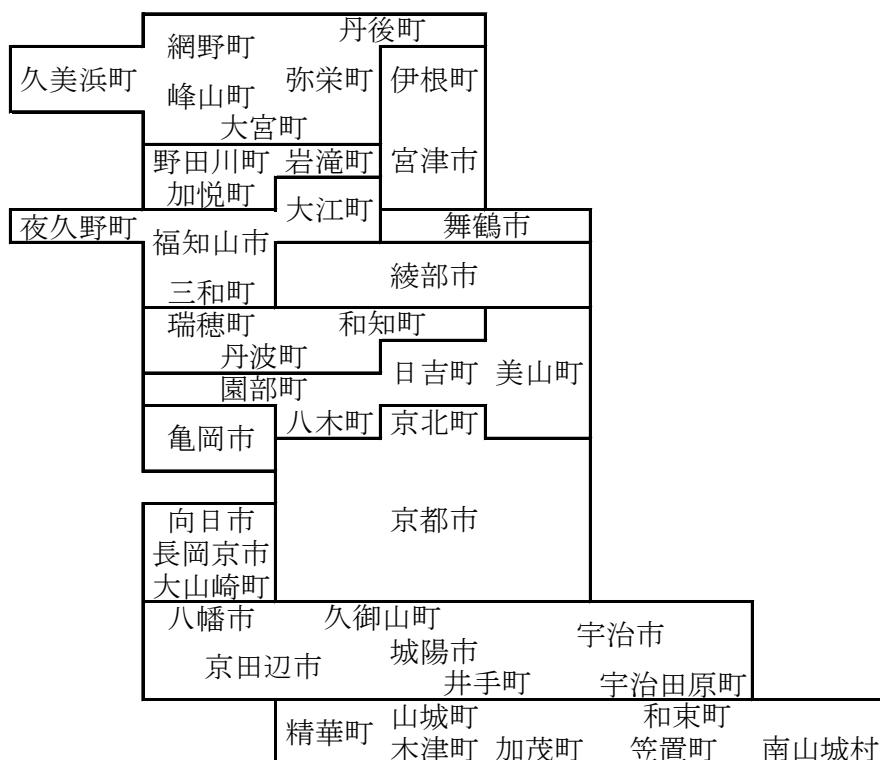 丹後町
網野町
久美浜町 弥栄町 伊根町
峰山町
大宮町
野田川町 岩滝町 宮津市
加悦町
大江町
夜久野町 舞鶴市
福知山市
綾部市
三和町
瑞穂町 和知町
丹波町
日吉町 美山町
園部町
八木町 京北町
亀岡市
向日市 京都市
長岡京市
大山崎町
八幡市 久御山町
宇治市
城陽市
京田辺市
井手町 宇治田原町
山城町 和束町
精華町
木津町 加茂町 笠置町 南山城村